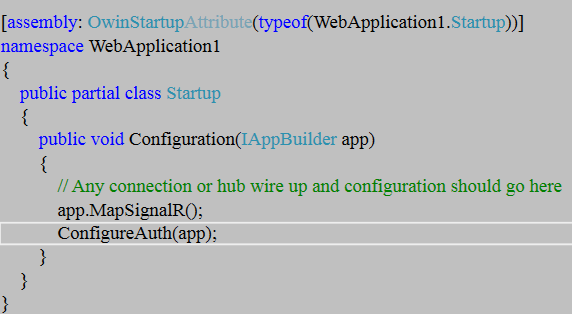 [assembly: OwinStartupAttribute(typeof(WebApplication1.Startup))]
namespace WebApplication1
{
    public partial class Startup
    {
        public void Configuration(IAppBuilder app)
        {
            // Any connection or hub wire up and configuration should go here
            app.MapSignalR();
            ConfigureAuth(app);
        }
    }
}